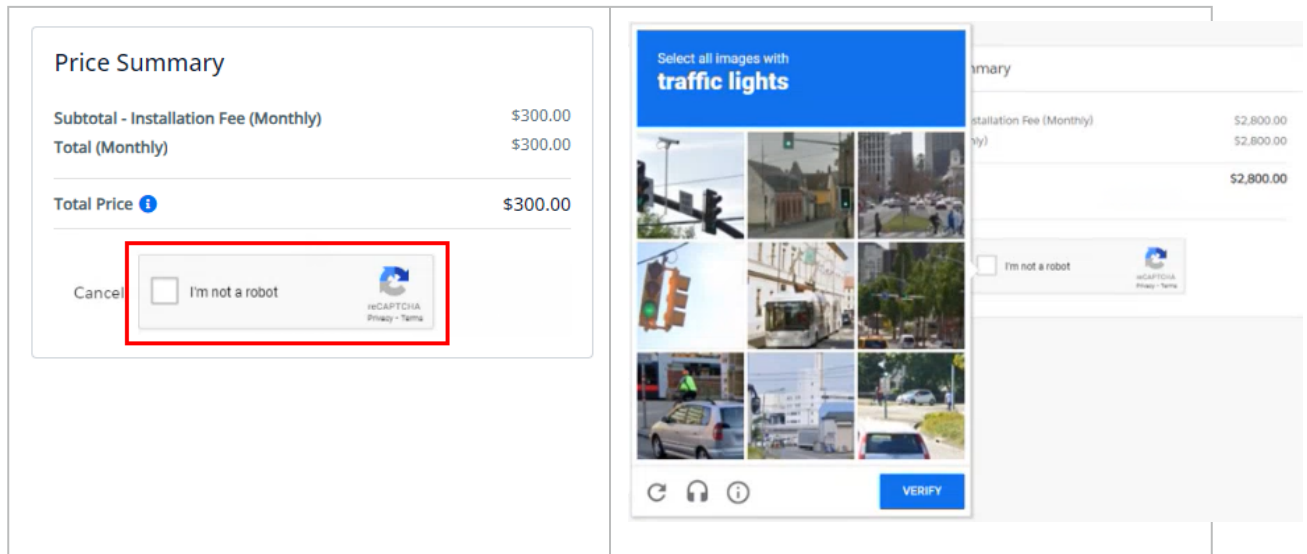 Price Summary
Subtotal - Installation Fee (Monthly) $300.00
Total (Monthly) $300.00
Total Price $300.00
Cancel
I'm not a robot
reCAPTCHA
Privacy - Terms
Select all images with
traffic lights
VERIFY
mmary
stallation Fee (Monthly) $2,800.00
hly) $2,800.00
$2,800.00
I'm not a robot
reCAPTCHA
Privacy - Terms